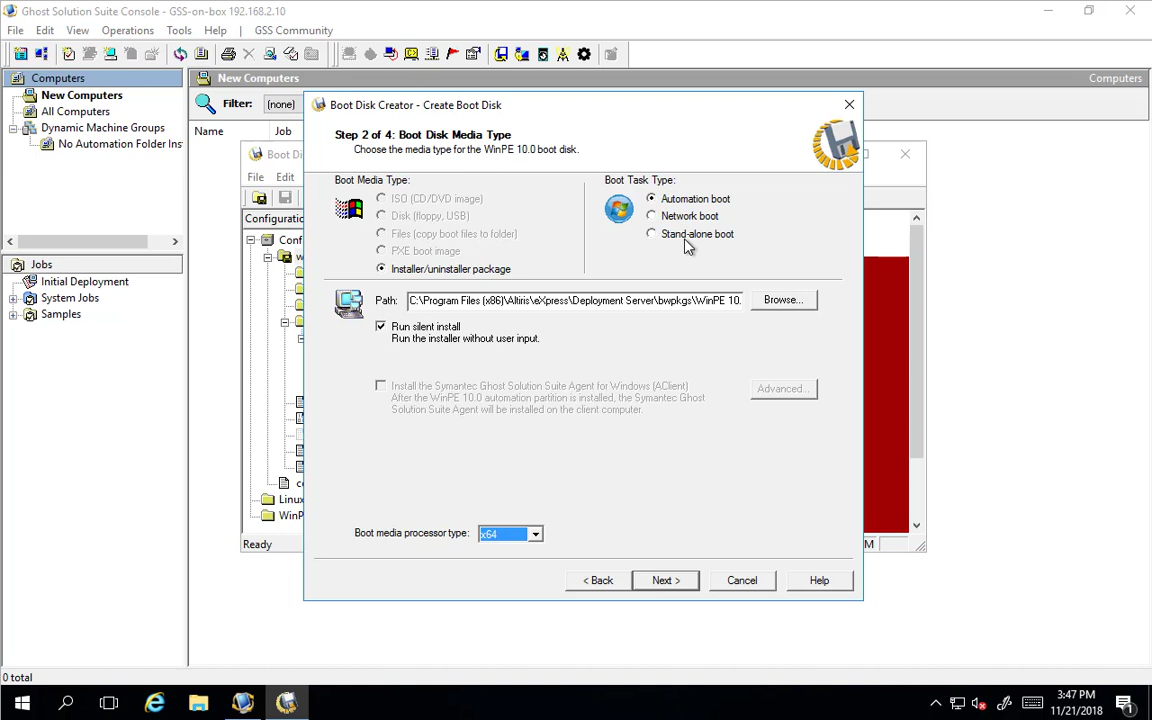 Ghost Solution Suite Console - GSS-on-box 192.168.2.10
File Edit View Operations Tools Help GSS Community
Computers
New Computers
Computers
New Computers
All Computers
Dynamic Machine Groups
No Automation Folder Ins
Filter: (none)
Name Job
Jobs
Initial Deployment
System Jobs
Samples
Boot Di
File Edit
Configuratio
Conf
w
co
Linux
WinP
Ready
M
Boot Disk Creator - Create Boot Disk
Step 2 of 4: Boot Disk Media Type
Choose the media type for the WinPE 10.0 boot disk.
Boot Media Type:
ISO (CD/DVD image)
Disk (floppy, USB)
Files (copy boot files to folder)
PXE boot image
Installer/uninstaller package
Boot Task Type:
Automation boot
Network boot
Stand-alone boot
Path: C:\Program Files (x86)\Altiris\eXpress\Deployment Server\bwpkgs\WinPE 10. Browse...
Run silent install
Run the installer without user input.
Install the Symantec Ghost Solution Suite Agent for Windows (AClient)
After the WinPE 10.0 automation partition is installed, the Symantec Ghost
Solution Suite Agent will be installed on the client computer.
Advanced...
Boot media processor type: x64
< Back Next > Cancel Help
0 total
3:47 PM
11/21/2018
1